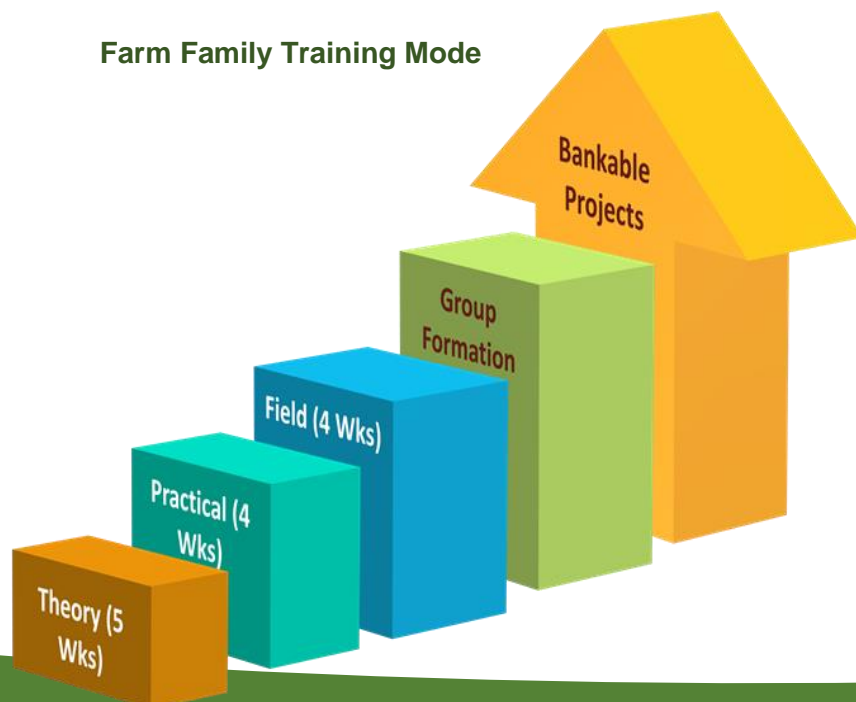 Farm Family Training Mode
Bankable
Projects
Group
Formation
Field (4 Wks)
Practical (4
Wks)
Theory (5
Wks)